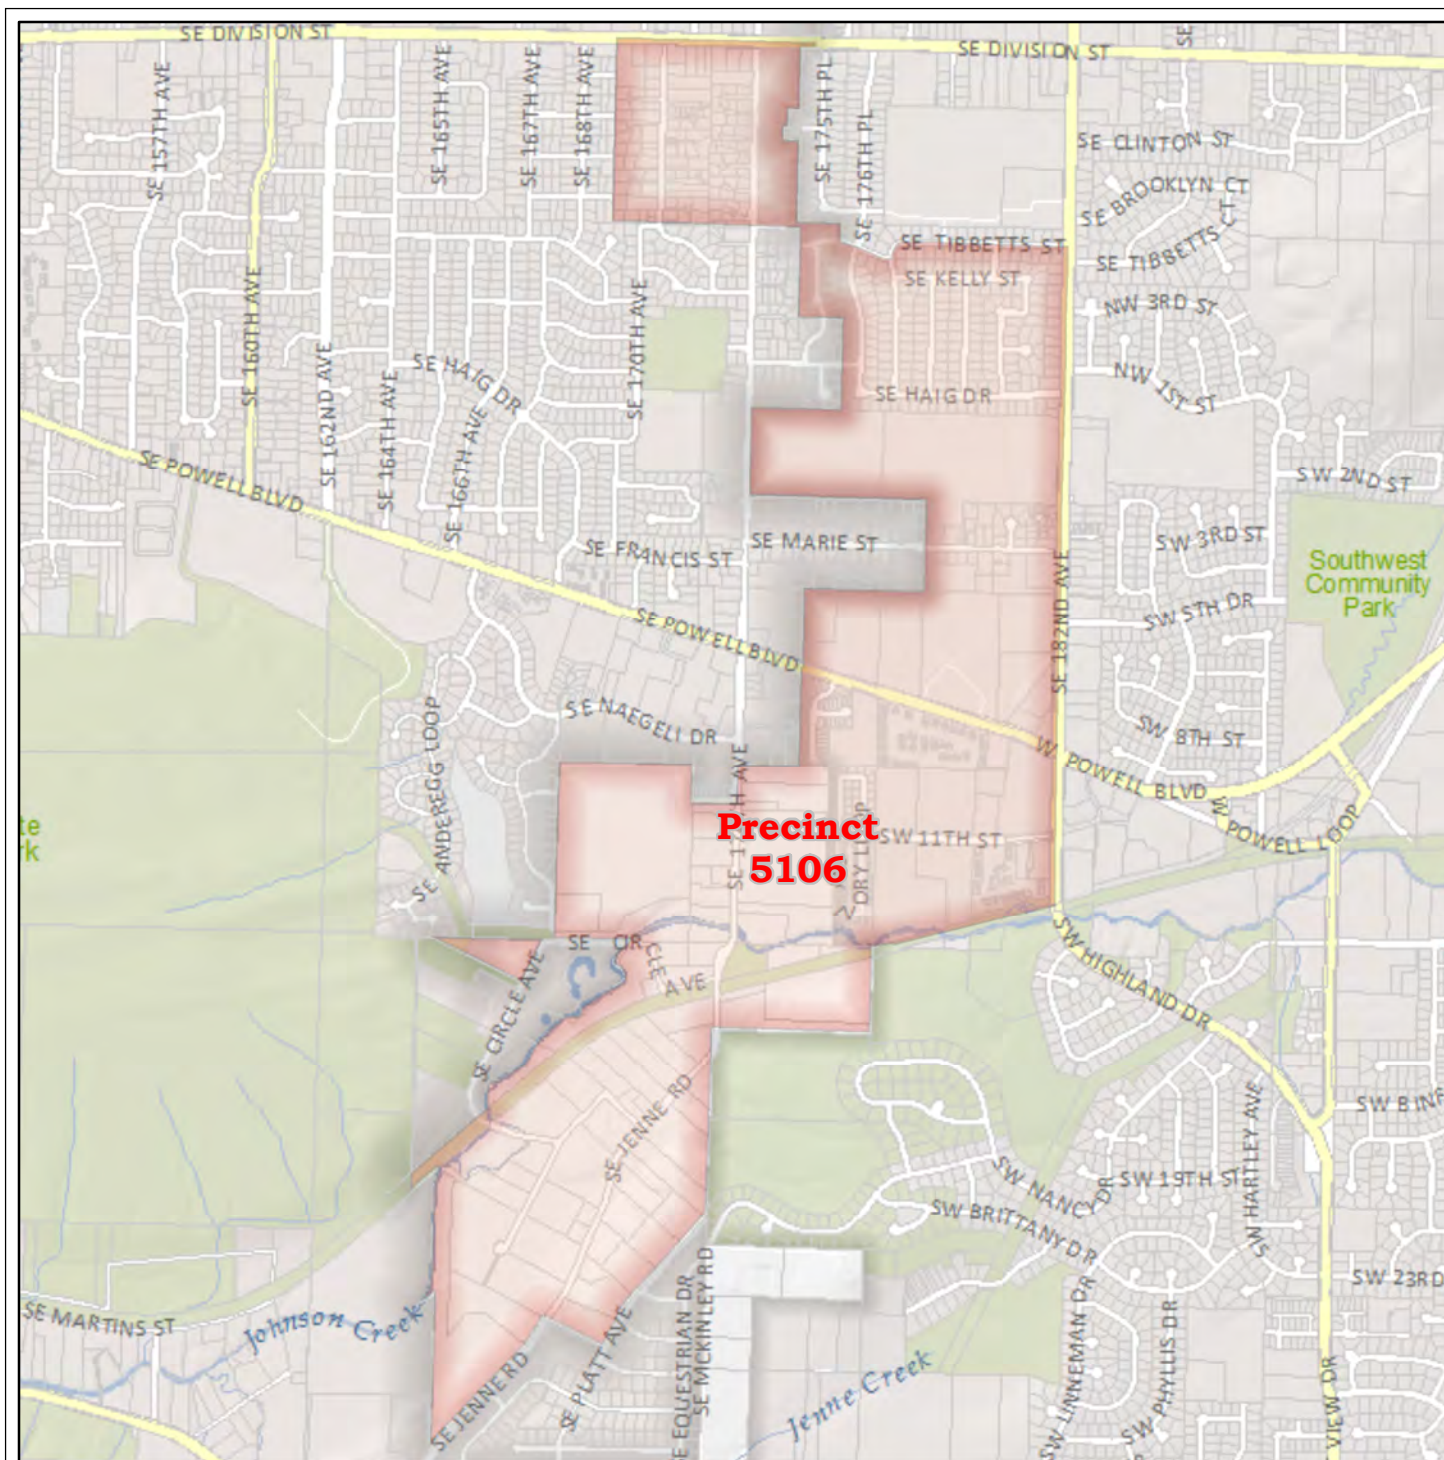 SE DIVISION ST
SE DIVISION ST
SE
SE 157TH AVE
SE 165TH AVE
SE 167TH AVE
SE 168TH AVE
SE 175TH PL
SE 176TH PL
SE CLINTON ST
SE BROOKLYN CT
SE TIBBETTS CT
SE TIBBETTS ST
SE KELLY ST
NW 3RD ST
SE 160TH AVE
SE 162ND AVE
SE 164TH AVE
SE HAIG DR
SE 166TH AVE
SE 170TH AVE
SE HAIG DR
NW 1ST ST
SE POWELL BLVD
SW 2ND ST
SE FRANCIS ST
SE MARIE ST
SW 3RD ST
Southwest
Community
Park
SE 182ND AVE
SW 5TH DR
SE POWELL BLVD
SE ANDEREGG LOOP
SE NAEGELI DR
SW 8TH ST
W POWELL BLVD
W POWELL LOOP
te
rk
Precinct
5106
SW 11TH ST
SE CIRCLE AVE
SE CIRCLE AVE
SW HIGHLAND DR
SE JENNE RD
SW NANCY DR
SW 19TH ST
SW HARTLEY AVE
SW BRITTANY DR
SW 23RD
SE MARTINS ST
Johnson Creek
SE JENNE RD
SE PLATT AVE
SE EQUESTRIAN DR
SE MCKINLEY RD
Jenne Creek
SW LINNEMAN DR
SW PHYLLIS DR
VIEW DR